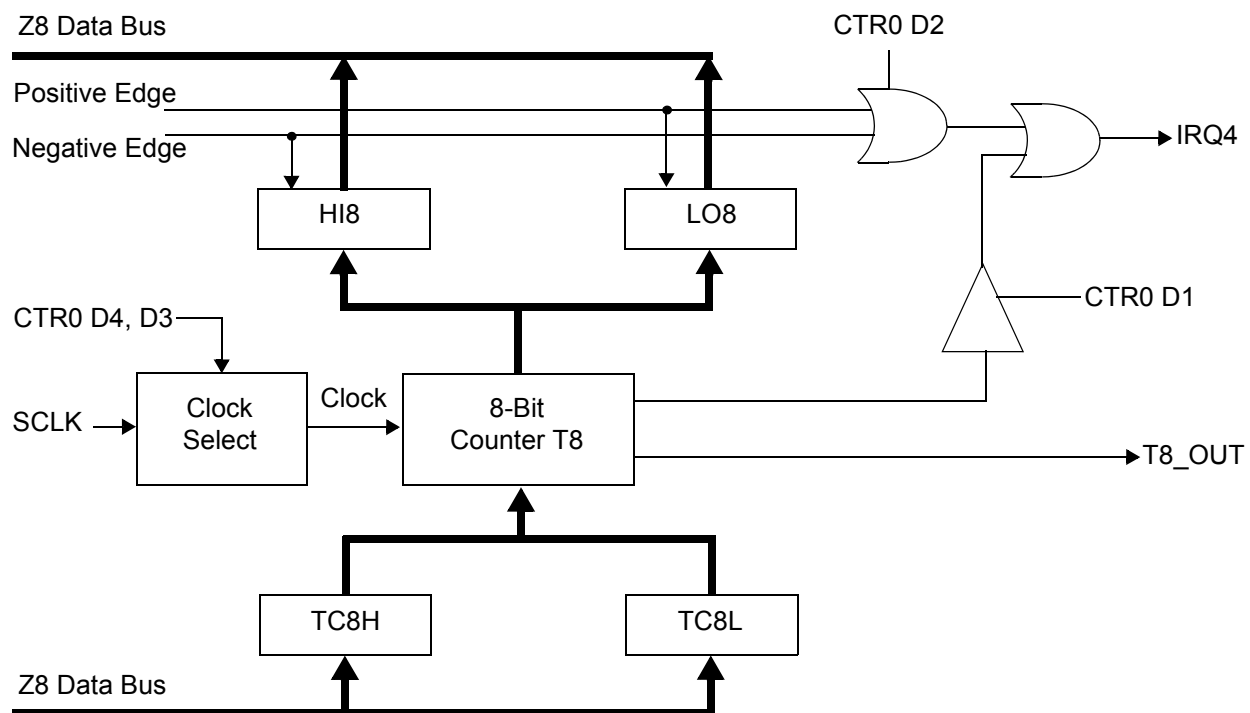 Z8 Data Bus
CTR0 D2
Positive Edge
Negative Edge
IRQ4
HI8
LO8
CTR0 D4, D3
CTR0 D1
SCLK
Clock
Select
Clock
8-Bit
Counter T8
T8_OUT
TC8H
TC8L
Z8 Data Bus